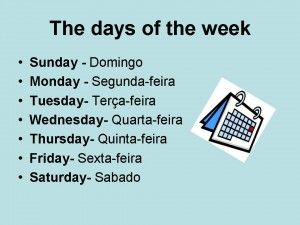 The days of the week
• Sunday - Domingo
• Monday - Segunda-feira
• Tuesday- Terça-feira
• Wednesday- Quarta-feira
• Thursday- Quinta-feira
• Friday- Sexta-feira
• Saturday- Sabado